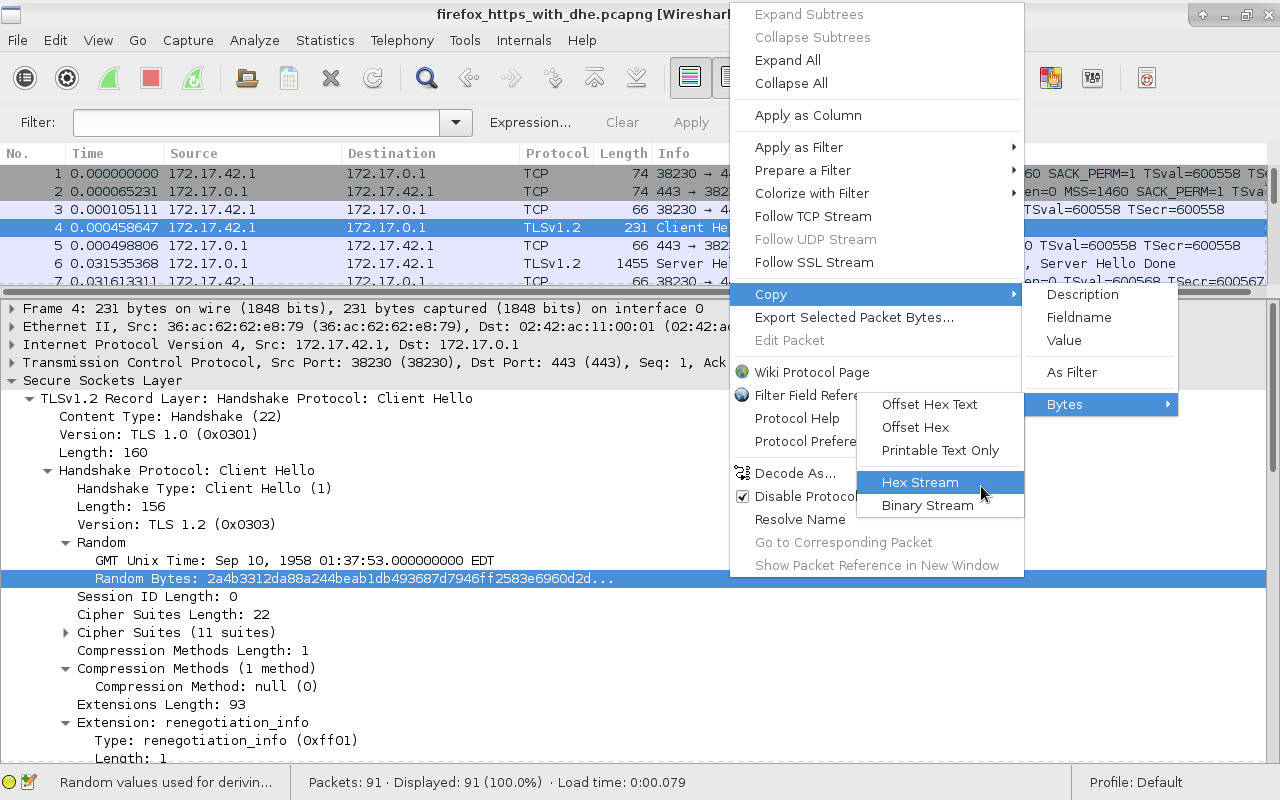 firefox_https_with_dhe.pcapng [Wireshark
File Edit View Go Capture Analyze Statistics Telephony Tools Internals Help
Filter: Expression... Clear Apply
No. Time Source Destination Protocol Length Info
1 0.000000000 172.17.42.1 172.17.0.1 TCP 74 38230 → 4 60 SACK_PERM=1 TSval=600558 TSe
2 0.000065231 172.17.0.1 172.17.42.1 TCP 74 443 → 382 en=0 MSS=1460 SACK_PERM=1 TSva
3 0.000105111 172.17.42.1 172.17.0.1 TCP 66 38230 → 4 TSval=600558 TSecr=600558
4 0.000458647 172.17.42.1 172.17.0.1 TLSv1.2 231 Client He
5 0.000498806 172.17.0.1 172.17.42.1 TCP 66 443 → 382 0 TSval=600558 TSecr=600558
6 0.031535368 172.17.0.1 172.17.42.1 TLSv1.2 1455 Server He , Server Hello Done
7 0.031613311 172.17.42.1 172.17.0.1 TCP 66 38230 → 4 TSval=600567
Frame 4: 231 bytes on wire (1848 bits), 231 bytes captured (1848 bits) on interface 0
Ethernet II, Src: 36:ac:62:62:e8:79 (36:ac:62:62:e8:79), Dst: 02:42:ac:11:00:01 (02:42:a
Internet Protocol Version 4, Src: 172.17.42.1, Dst: 172.17.0.1
Transmission Control Protocol, Src Port: 38230 (38230), Dst Port: 443 (443), Seq: 1, Ack
Secure Sockets Layer
TLSv1.2 Record Layer: Handshake Protocol: Client Hello
Content Type: Handshake (22)
Version: TLS 1.0 (0x0301)
Length: 160
Handshake Protocol: Client Hello
Handshake Type: Client Hello (1)
Length: 156
Version: TLS 1.2 (0x0303)
Random
GMT Unix Time: Sep 10, 1958 01:37:53.000000000 EDT
Random Bytes: 2a4b3312da88a244beab1db493687d7946ff2583e6960d2d...
Session ID Length: 0
Cipher Suites Length: 22
Cipher Suites (11 suites)
Compression Methods Length: 1
Compression Methods (1 method)
Compression Method: null (0)
Extensions Length: 93
Extension: renegotiation_info
Type: renegotiation_info (0xff01)
Length: 1
Expand Subtrees
Collapse Subtrees
Expand All
Collapse All
Apply as Column
Apply as Filter
Prepare a Filter
Colorize with Filter
Follow TCP Stream
Follow UDP Stream
Follow SSL Stream
Copy
Export Selected Packet Bytes...
Edit Packet
Wiki Protocol Page
Filter Field Refere
Protocol Help
Protocol Prefere
Decode As...
Disable Protocol
Resolve Name
Go to Corresponding Packet
Show Packet Reference in New Window
Description
Fieldname
Value
As Filter
Bytes
Offset Hex Text
Offset Hex
Printable Text Only
Hex Stream
Binary Stream
Random values used for derivin... Packets: 91 · Displayed: 91 (100.0%) · Load time: 0:00.079 Profile: Default